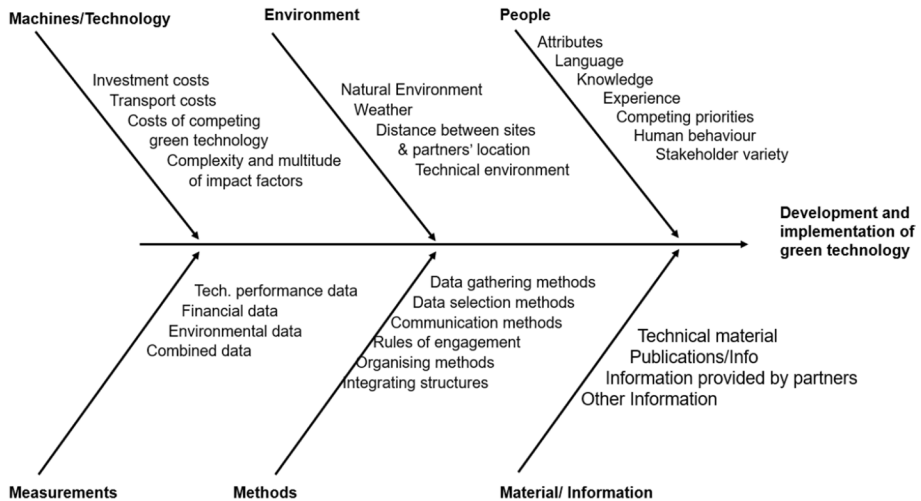 Machines/Technology
Investment costs
Transport costs
Costs of competing
green technology
Complexity and multitude
of impact factors
Environment
Natural Environment
Weather
Distance between sites
& partners' location
Technical environment
People
Attributes
Language
Knowledge
Experience
Competing priorities
Human behaviour
Stakeholder variety
Development and
implementation of
green technology
Tech. performance data
Financial data
Environmental data
Combined data
Measurements
Data gathering methods
Data selection methods
Communication methods
Rules of engagement
Organising methods
Integrating structures
Methods
Technical material
Publications/Info
Information provided by partners
Other Information
Material/ Information